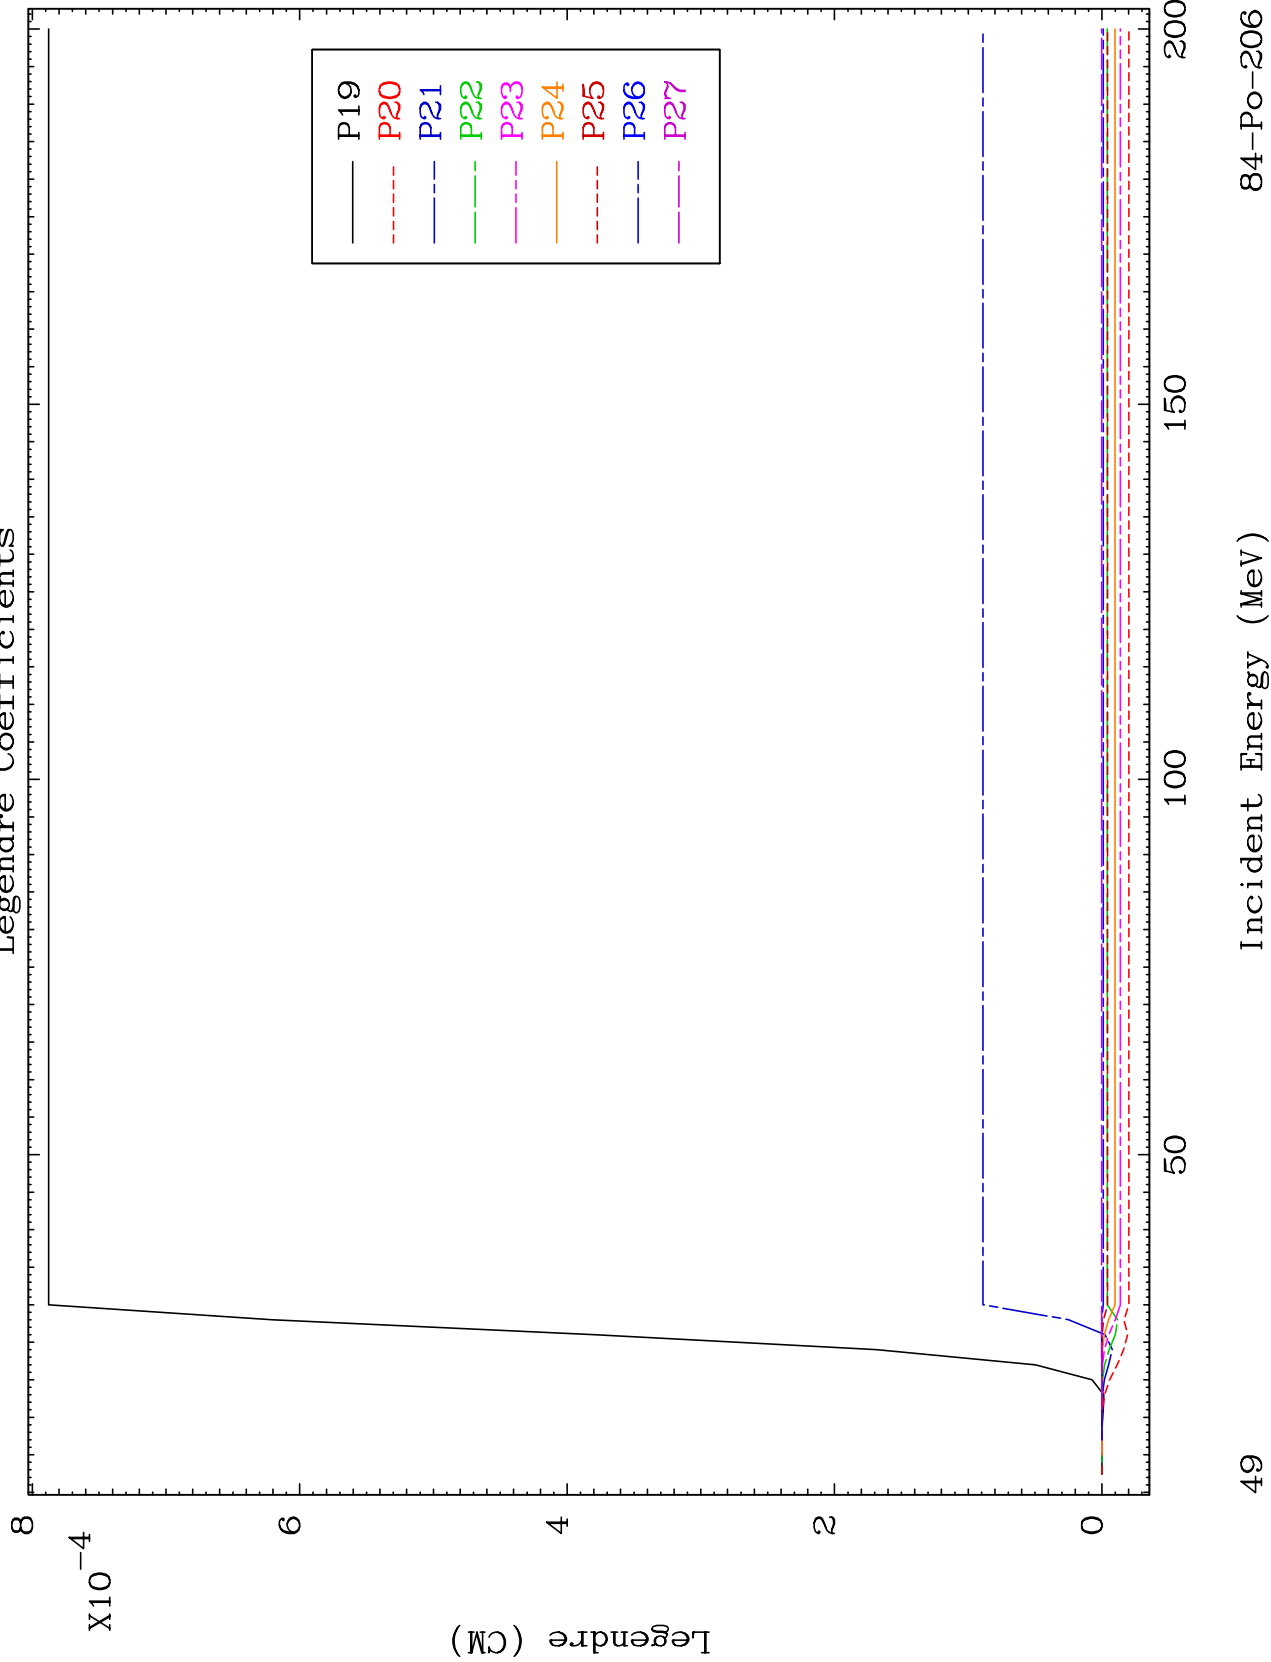 Legendre Coefficients
P19
P20
P21
P22
P23
P24
P25
P26
P27
Legendre (CM)
X10-4
8
6
4
2
0
50
100
150
200
49
Incident Energy (MeV)
84-Po-206